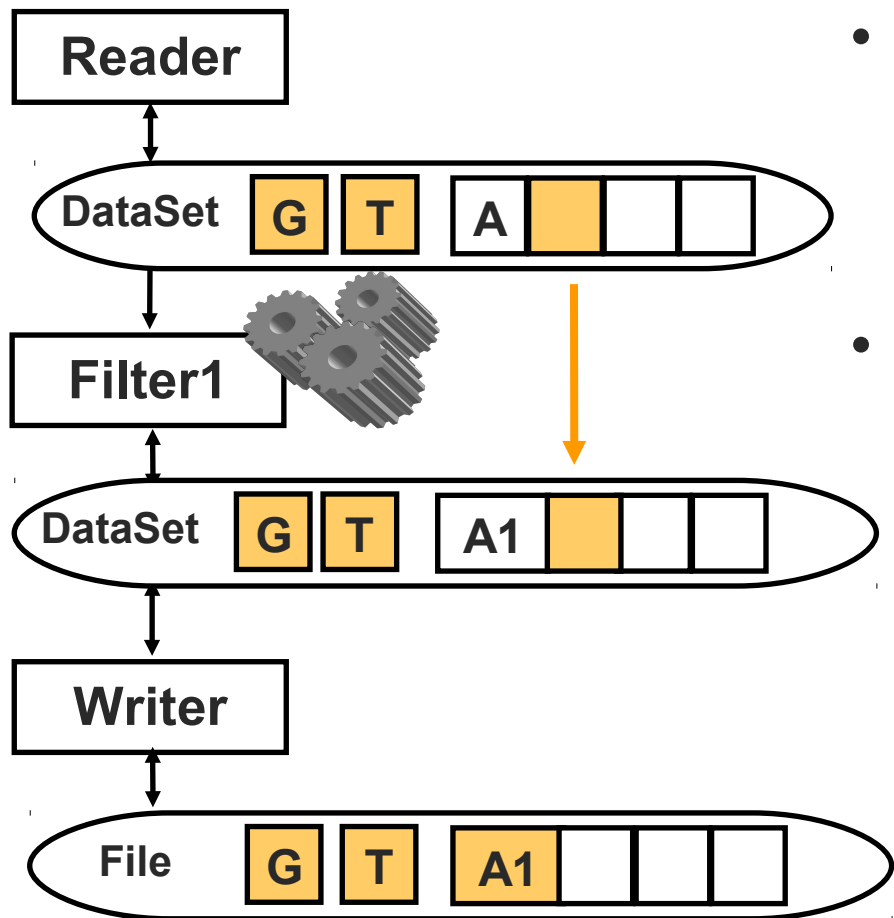 Reader
DataSet G T A
Filter1
DataSet G T A1
Writer
File G T A1